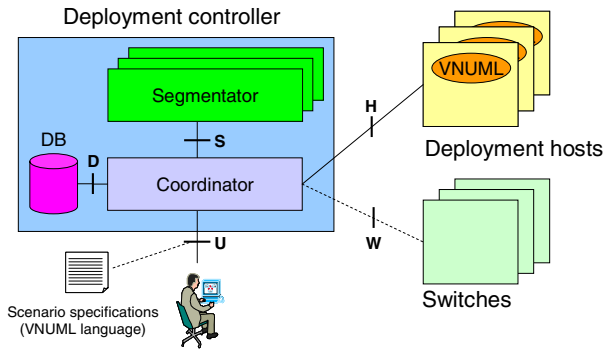 Deployment controller
Segmentator
VNUML
H
Deployment hosts
DB
D
S
Coordinator
W
U
Switches
Scenario specifications
(VNUML language)